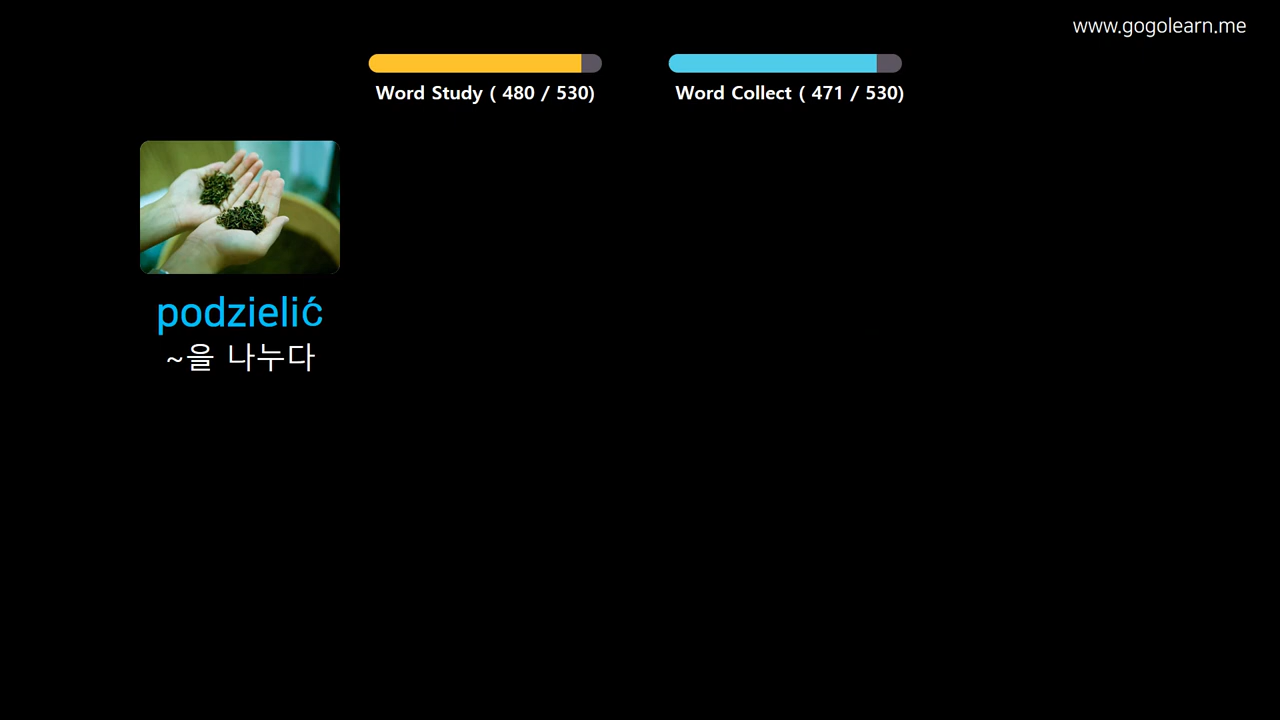 www.gogolearn.me
Word Study ( 480 / 530)
Word Collect ( 471 / 530)
podzielić
~을 나누다